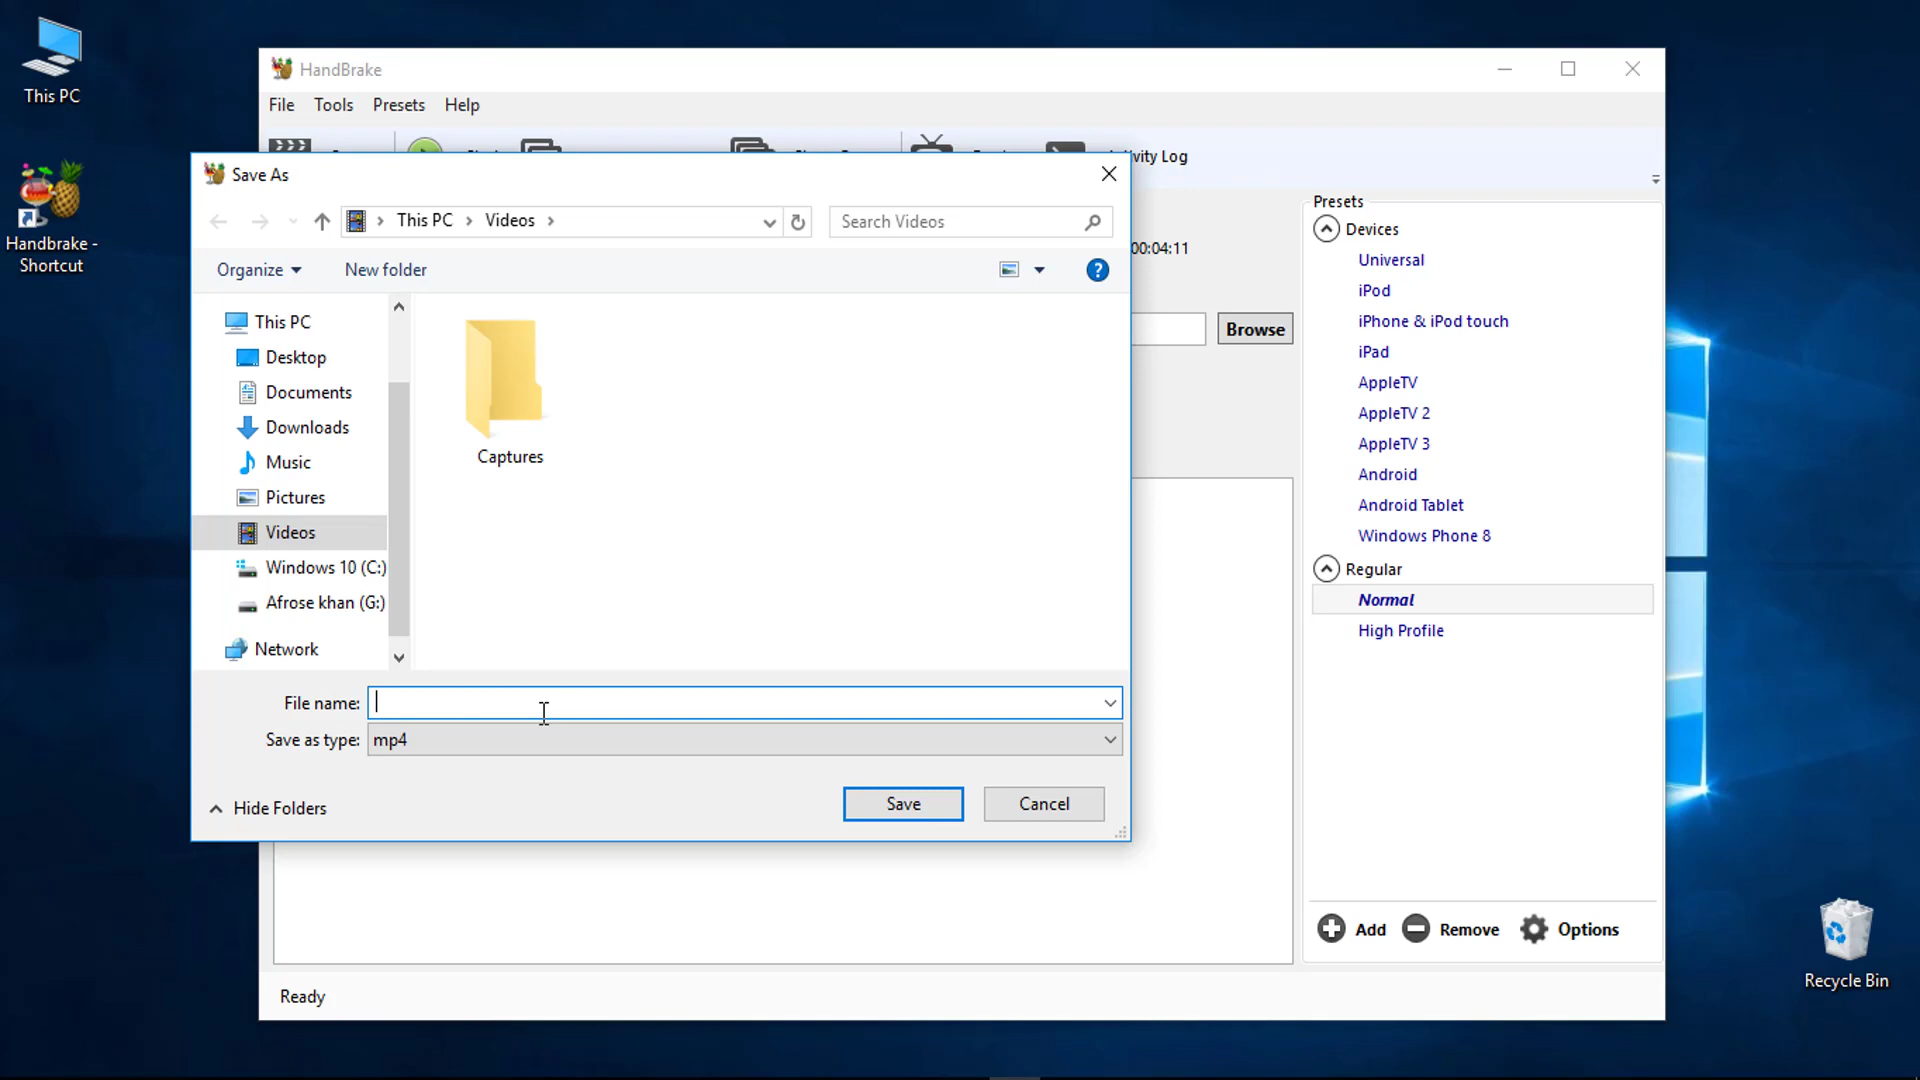 This PC
Handbrake -
Shortcut
HandBrake
File Tools Presets Help
Activity Log
Save As
This PC > Videos >
Search Videos
Organize New folder
This PC
Desktop
Documents
Downloads
Music
Pictures
Videos
Windows 10 (C:)
Afrose khan (G:)
Network
Captures
File name:
Save as type: mp4
Hide Folders
Save Cancel
00:04:11
Browse
Presets
Devices
Universal
iPod
iPhone & iPod touch
iPad
AppleTV
AppleTV 2
AppleTV 3
Android
Android Tablet
Windows Phone 8
Regular
Normal
High Profile
Add Remove Options
Ready
Recycle Bin